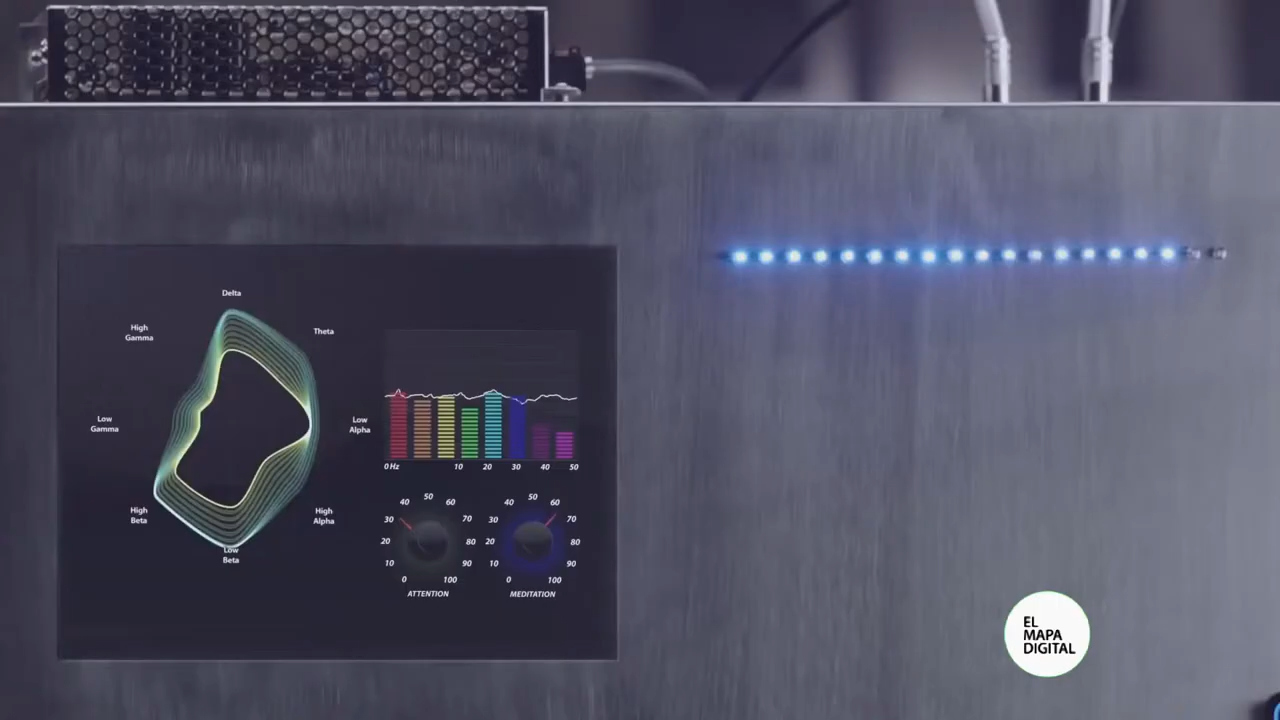 Delta
High
Gamma
Theta
Low
Gamma
Low
Alpha
High
Beta
High
Alpha
Low
Beta
0 Hz 10 20 30 40 50
40 50 60
30 70
20 80
10 90
0 100
ATTENTION
40 50 60
30 70
20 80
10 90
0 100
MEDITATION
EL
MAPA
DIGITAL